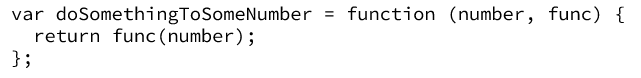 var doSomethingToSomeNumber = function (number, func) {
  return func(number);
};